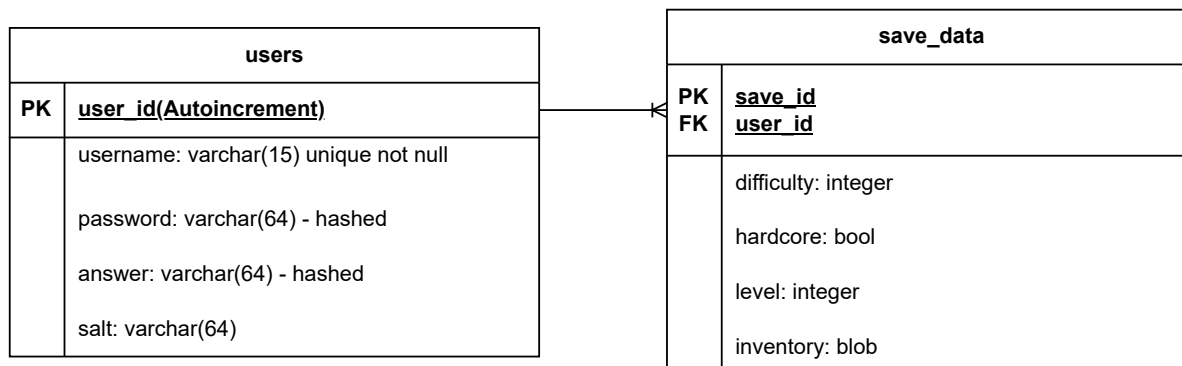 users
PK user_id(Autoincrement)
username: varchar(15) unique not null
password: varchar(64) - hashed
answer: varchar(64) - hashed
salt: varchar(64)
save_data
PK save_id
FK user_id
difficulty: integer
hardcore: bool
level: integer
inventory: blob